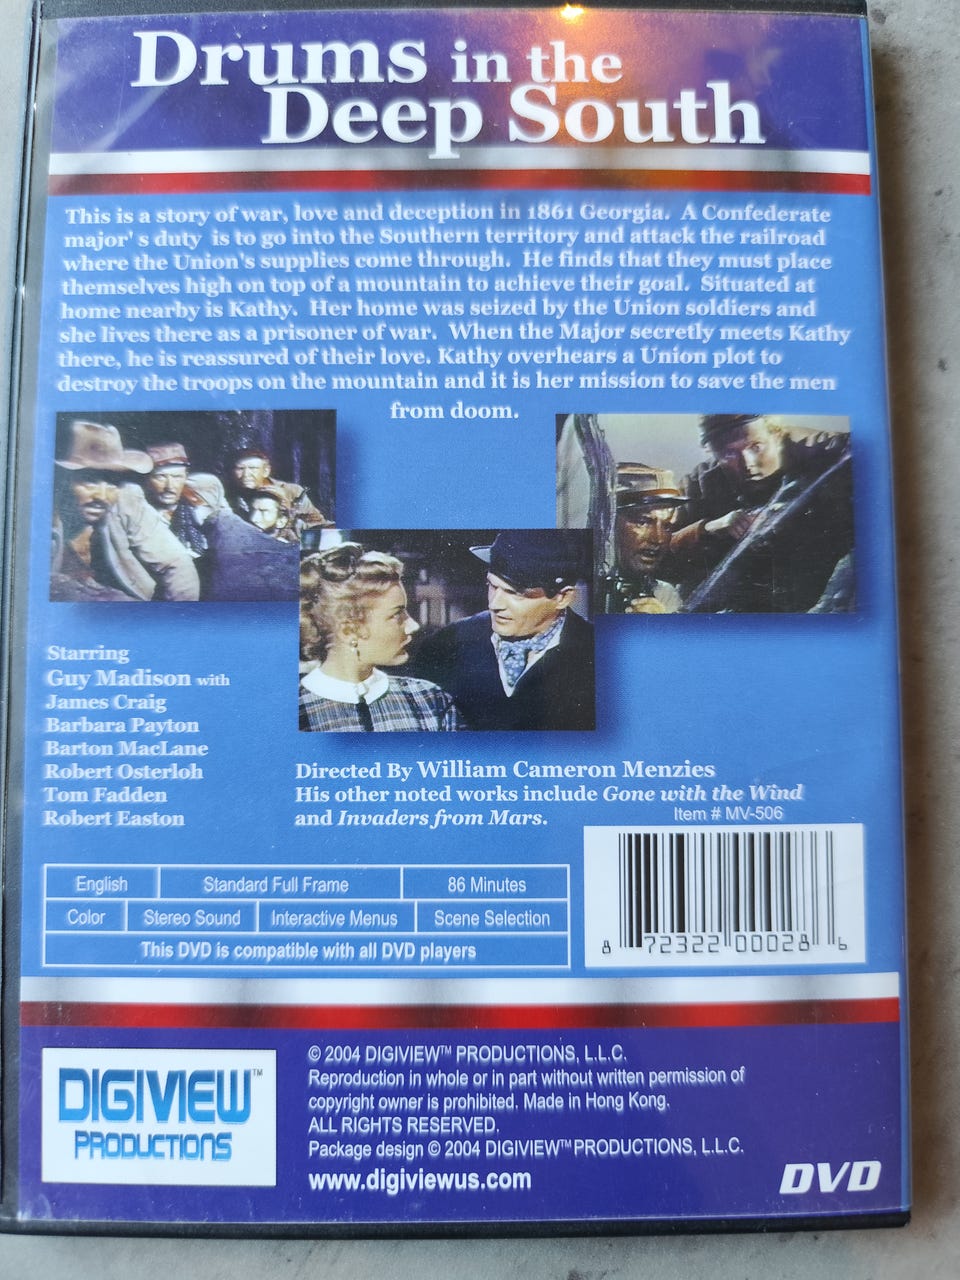 Drums in the
Deep South
This is a story of war, love and deception in 1861 Georgia. A Confederate
major' s duty is to go into the Southern territory and attack the railroad
where the Union's supplies come through. He finds that they must place
themselves high on top of a mountain to achieve their goal. Situated at
home nearby is Kathy. Her home was seized by the Union soldiers and
she lives there as a prisoner of war. When the Major secretly meets Kathy
there, he is reassured of their love. Kathy overhears a Union plot to
destroy the troops on the mountain and it is her mission to save the men
from doom.
Starring
Guy Madison with
James Craig
Barbara Payton
Barton MacLane
Robert Osterloh
Tom Fadden
Robert Easton
Directed By William Cameron Menzies
His other noted works include Gone with the Wind
and Invaders from Mars.
Item # MV-506
8 72322 00028 6
English Standard Full Frame 86 Minutes
Color Stereo Sound Interactive Menus Scene Selection
This DVD is compatible with all DVD players
DIGIVIEW™
PRODUCTIONS
© 2004 DIGIVIEW™ PRODUCTIONS, L.L.C.
Reproduction in whole or in part without written permission of
copyright owner is prohibited. Made in Hong Kong.
ALL RIGHTS RESERVED.
Package design © 2004 DIGIVIEW™ PRODUCTIONS, L.L.C.
www.digiviewus.com
DVD